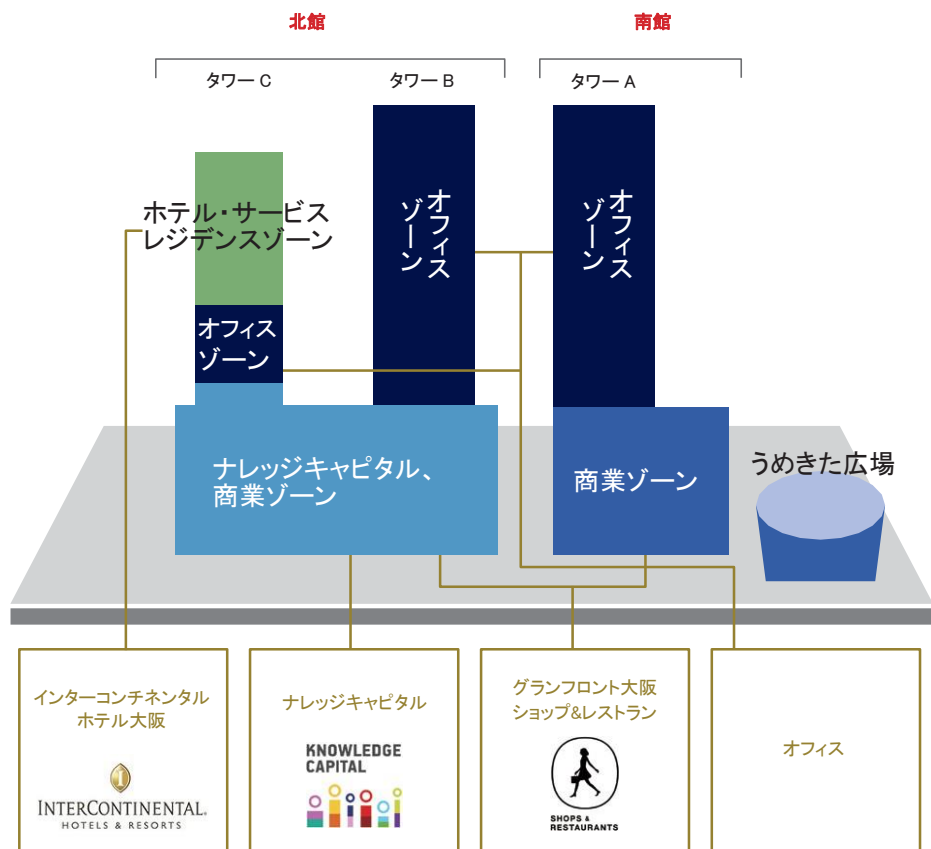 北館
南館
タワー C
タワー B
タワー A
ホテル・サービス
レジデンスゾーン
オフィス
ゾーン
オフィス
ゾーン
オフィス
ゾーン
ナレッジキャピタル、
商業ゾーン
商業ゾーン
うめきた広場
インターコンチネンタル
ホテル大阪
INTERCONTINENTAL.
HOTELS & RESORTS
ナレッジキャピタル
KNOWLEDGE
CAPITAL
グランフロント大阪
ショップ&レストラン
SHOPS &
RESTAURANTS
オフィス